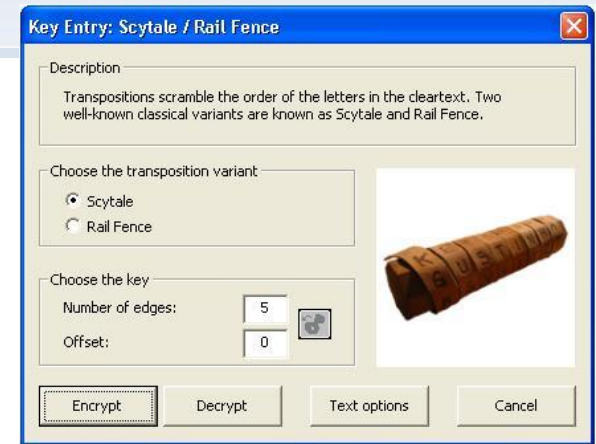 Key Entry: Scytale / Rail Fence
Description
Transpositions scramble the order of the letters in the cleartext. Two
well-known classical variants are known as Scytale and Rail Fence.
Choose the transposition variant
Scytale
Rail Fence
Choose the key
Number of edges: 5
Offset: 0
Encrypt Decrypt Text options Cancel